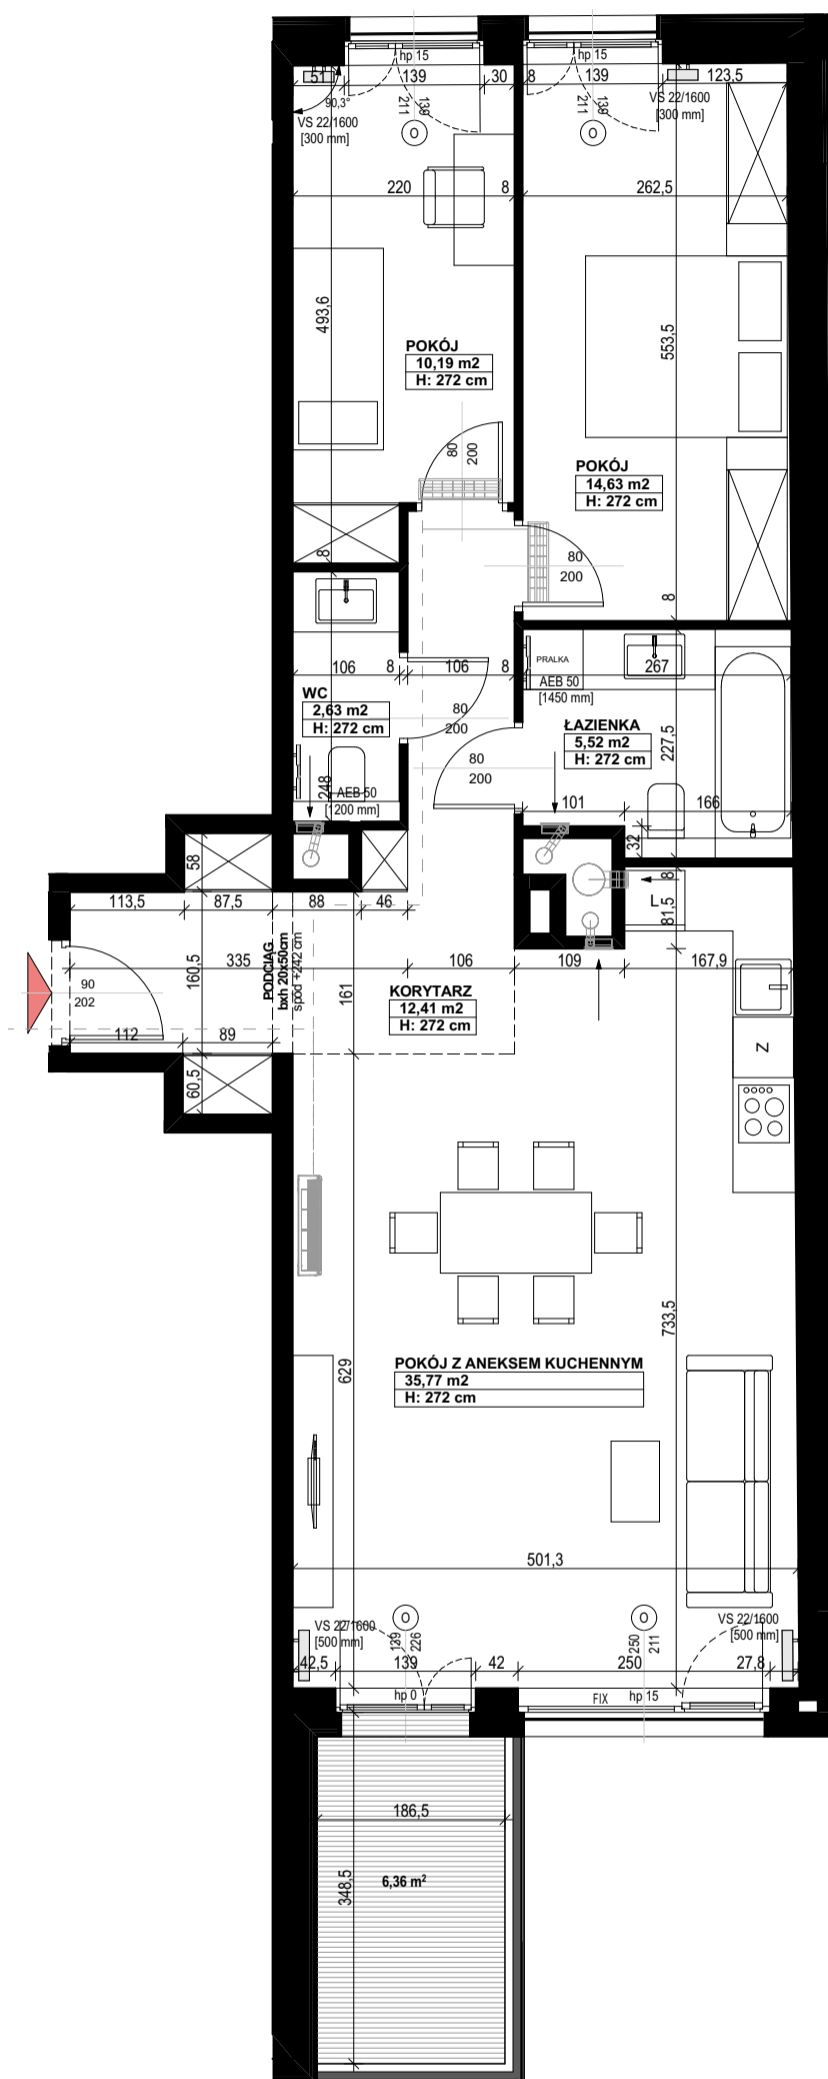 hp 15
hp 15
51
139
30
8
139
123,5
90,3°
VS 22/1600
[300 mm]
211
139
211
139
VS 22/1600
[300 mm]
220
8
262,5
493,6
553,5
POKÓJ
10,19 m2
H: 272 cm
80
200
POKÓJ
14,63 m2
H: 272 cm
8
80
200
8
PRALKA
106
8
106
8
267
AEB 50
[1450 mm]
WC
2,63 m2
H: 272 cm
80
200
ŁAZIENKA
5,52 m2
H: 272 cm
227,5
80
200
248
AEB 50
[1200 mm]
101
166
32
58
8
81,5
L
113,5
87,5
88
46
335
160,5
PODCIĄG
bxh 20x50cm
spód +242 cm
161
106
109
167,9
KORYTARZ
12,41 m2
H: 272 cm
90
202
112
89
60,5
Z
733,5
629
POKÓJ Z ANEKSEM KUCHENNYM
35,77 m2
H: 272 cm
501,3
VS 22/1600
[500 mm]
139
226
250
211
VS 22/1600
[500 mm]
42,5
139
42
250
27,8
hp 0
FIX
hp 15
186,5
348,5
6,36 m²